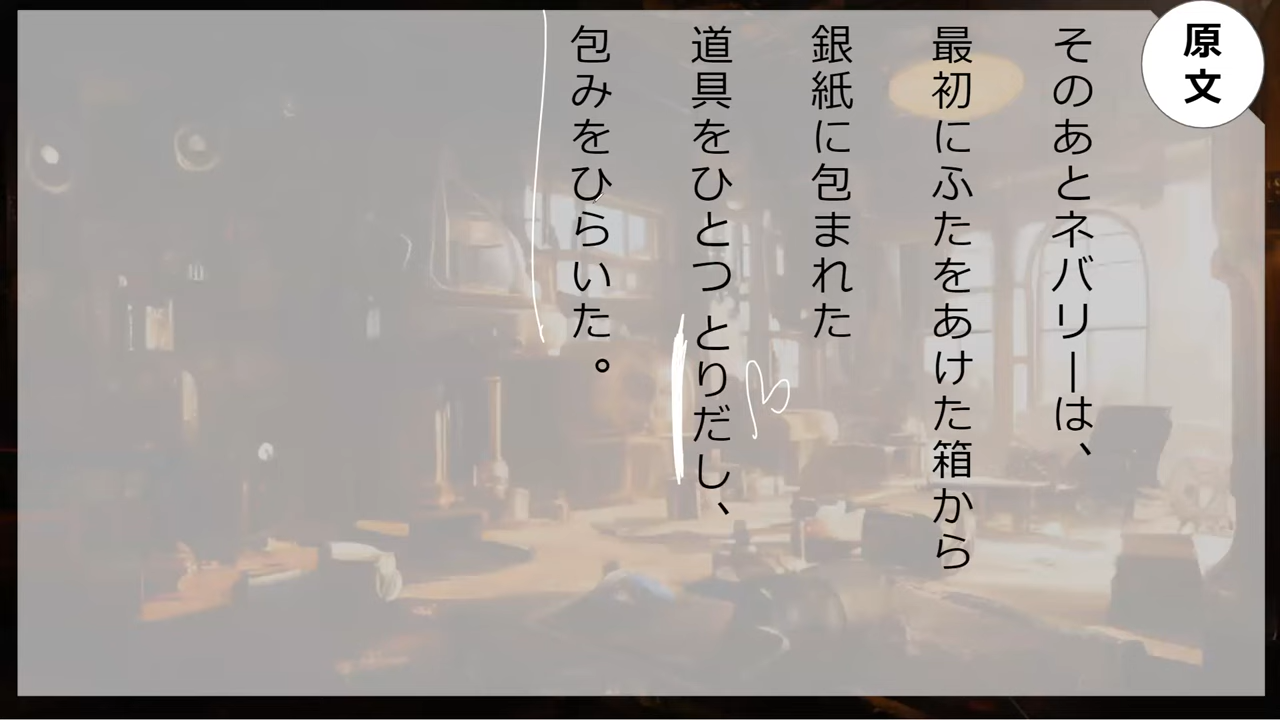 原文
そのあとネバリーは、
最初にふたをあけた箱から
銀紙に包まれた
道具をひとつとりだし、
包みをひらいた。